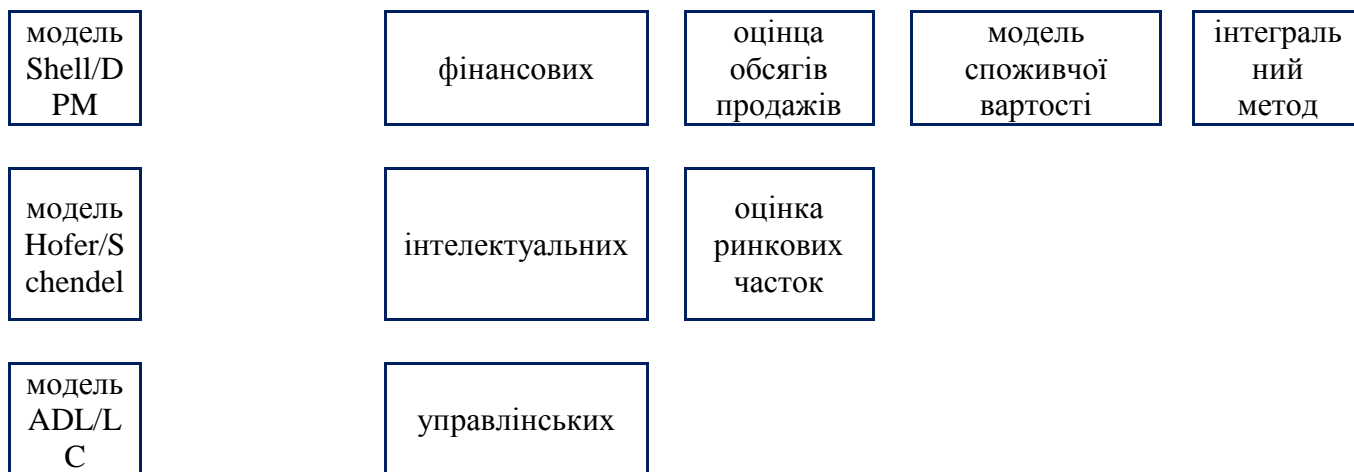 модель
Shell/D
PM
фінансових
оцінца
обсягів
продажів
модель
споживчої
вартості
інтеграль
ний
метод
модель
Hofer/S
chendel
інтелектуальних
оцінка
ринкових
часток
модель
ADL/L
C
управлінських